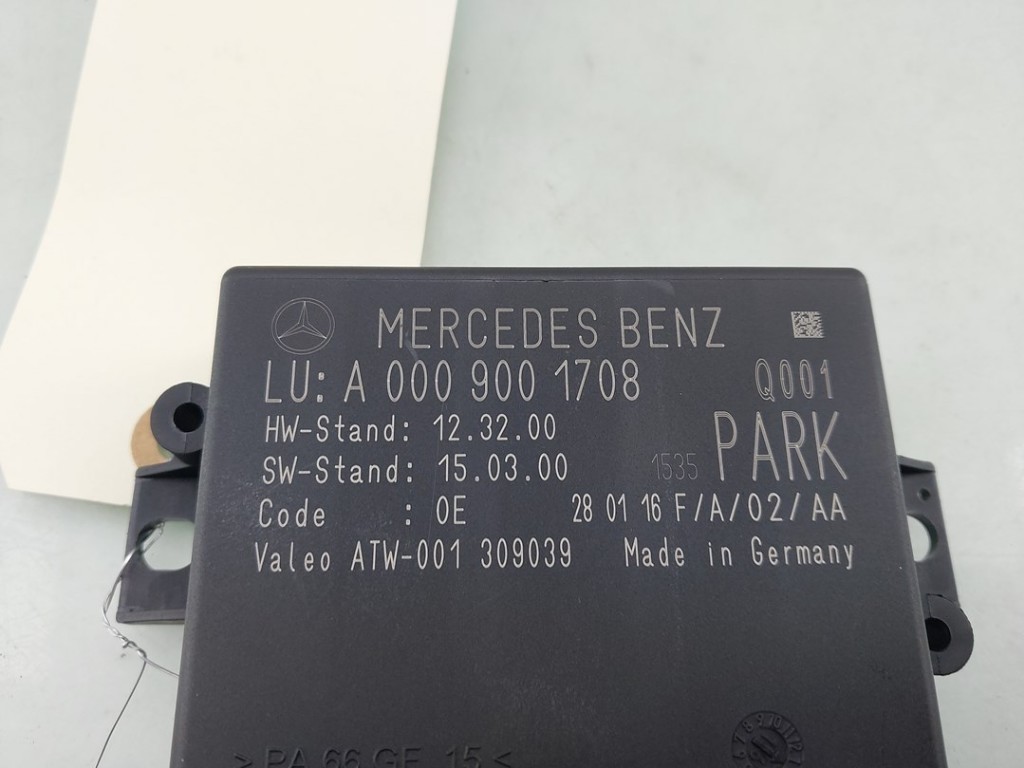 MERCEDES BENZ
LU: A 000 900 1708 Q001
HW-Stand: 12.32.00
SW-Stand: 15.03.00 1535 PARK
Code : 0E 28 01 16 F/A/02/AA
Valeo ATW-001 309039 Made in Germany
>PA 66 GF 15<